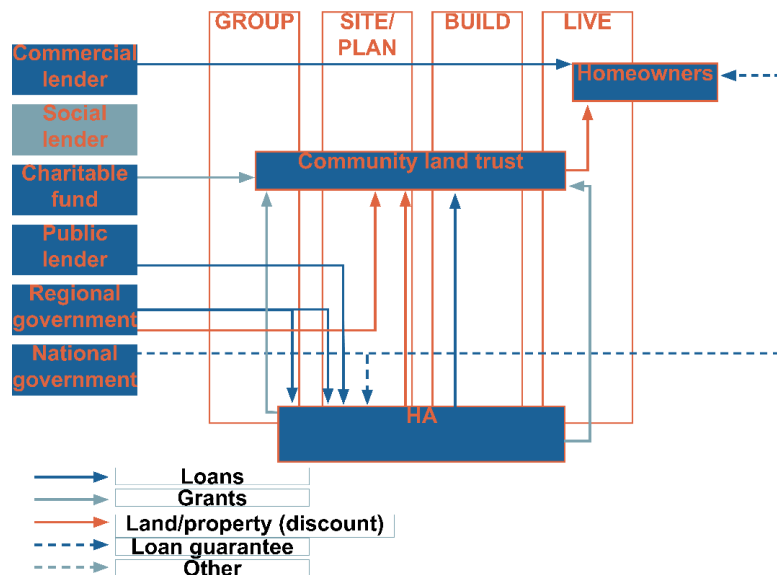 GROUP
SITE/
PLAN
BUILD
LIVE
Commercial
lender
Homeowners
Social
lender
Community land trust
Charitable
fund
Public
lender
Regional
government
National
government
HA
Loans
Grants
Land/property (discount)
Loan guarantee
Other